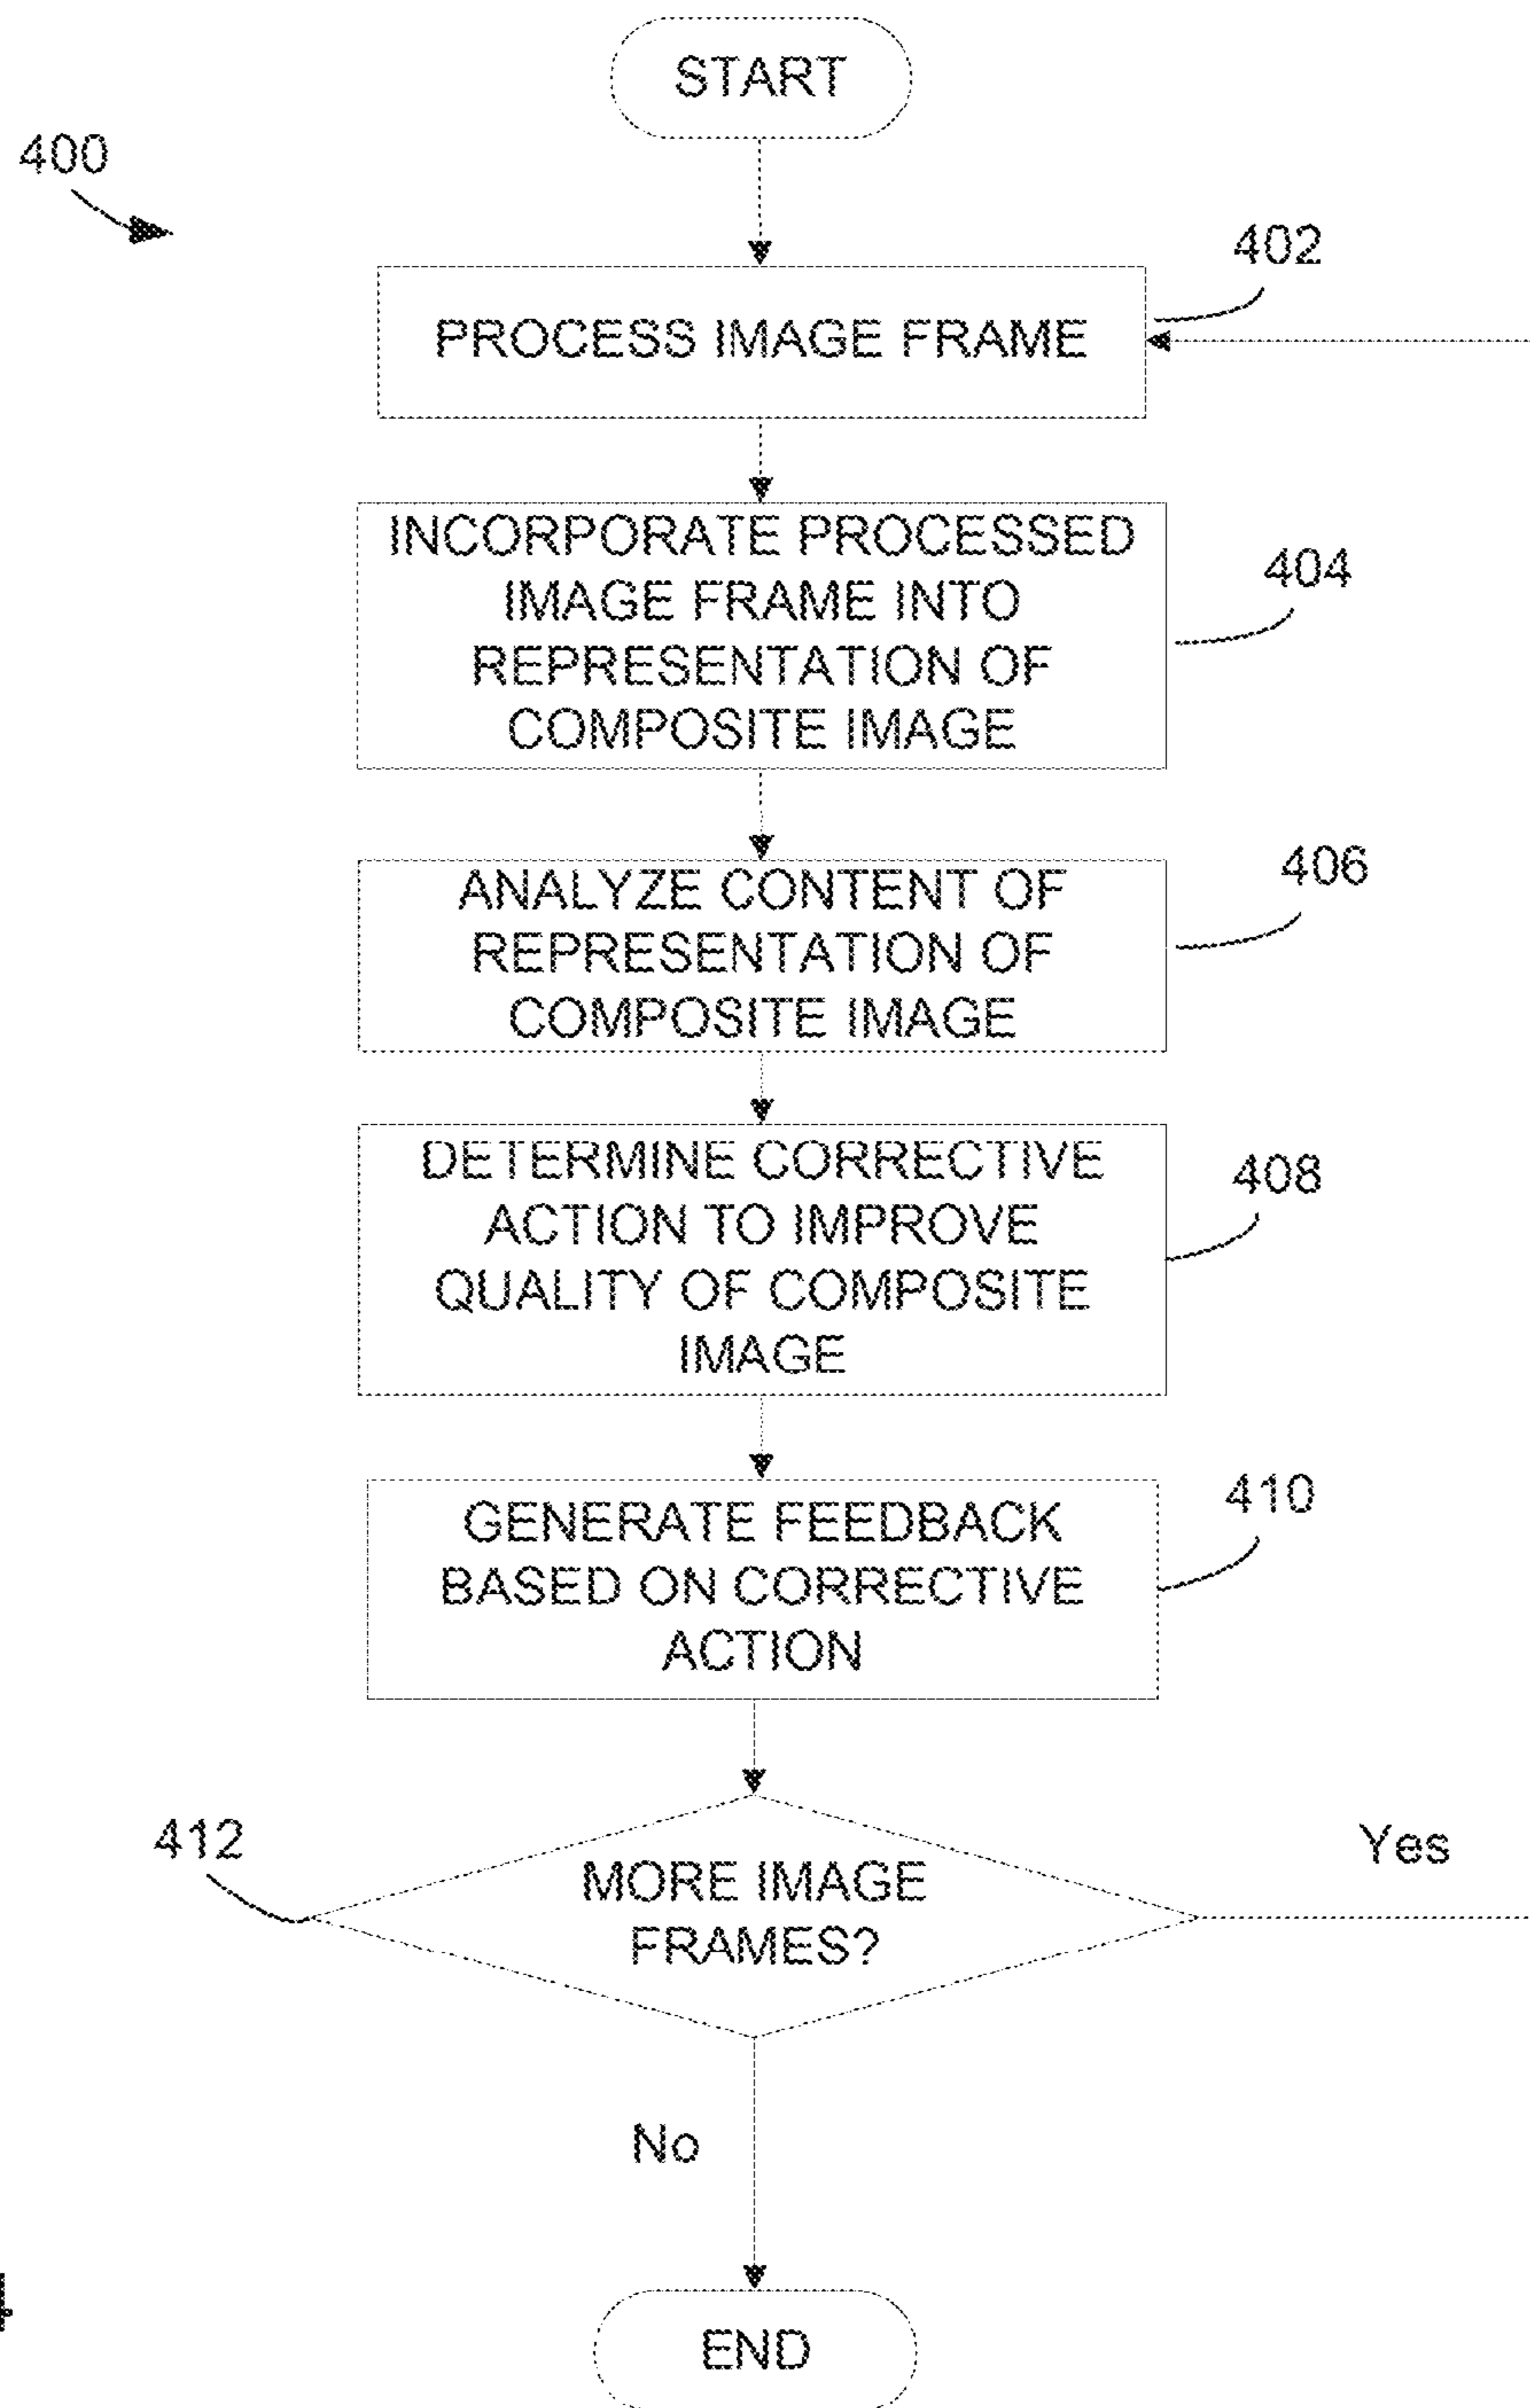 START
400
402
PROCESS IMAGE FRAME
INCORPORATE PROCESSED
IMAGE FRAME INTO
REPRESENTATION OF
COMPOSITE IMAGE
404
ANALYZE CONTENT OF
REPRESENTATION OF
COMPOSITE IMAGE
406
DETERMINE CORRECTIVE
ACTION TO IMPROVE
QUALITY OF COMPOSITE
IMAGE
408
GENERATE FEEDBACK
BASED ON CORRECTIVE
ACTION
410
412
MORE IMAGE
FRAMES?
Yes
No
4
END